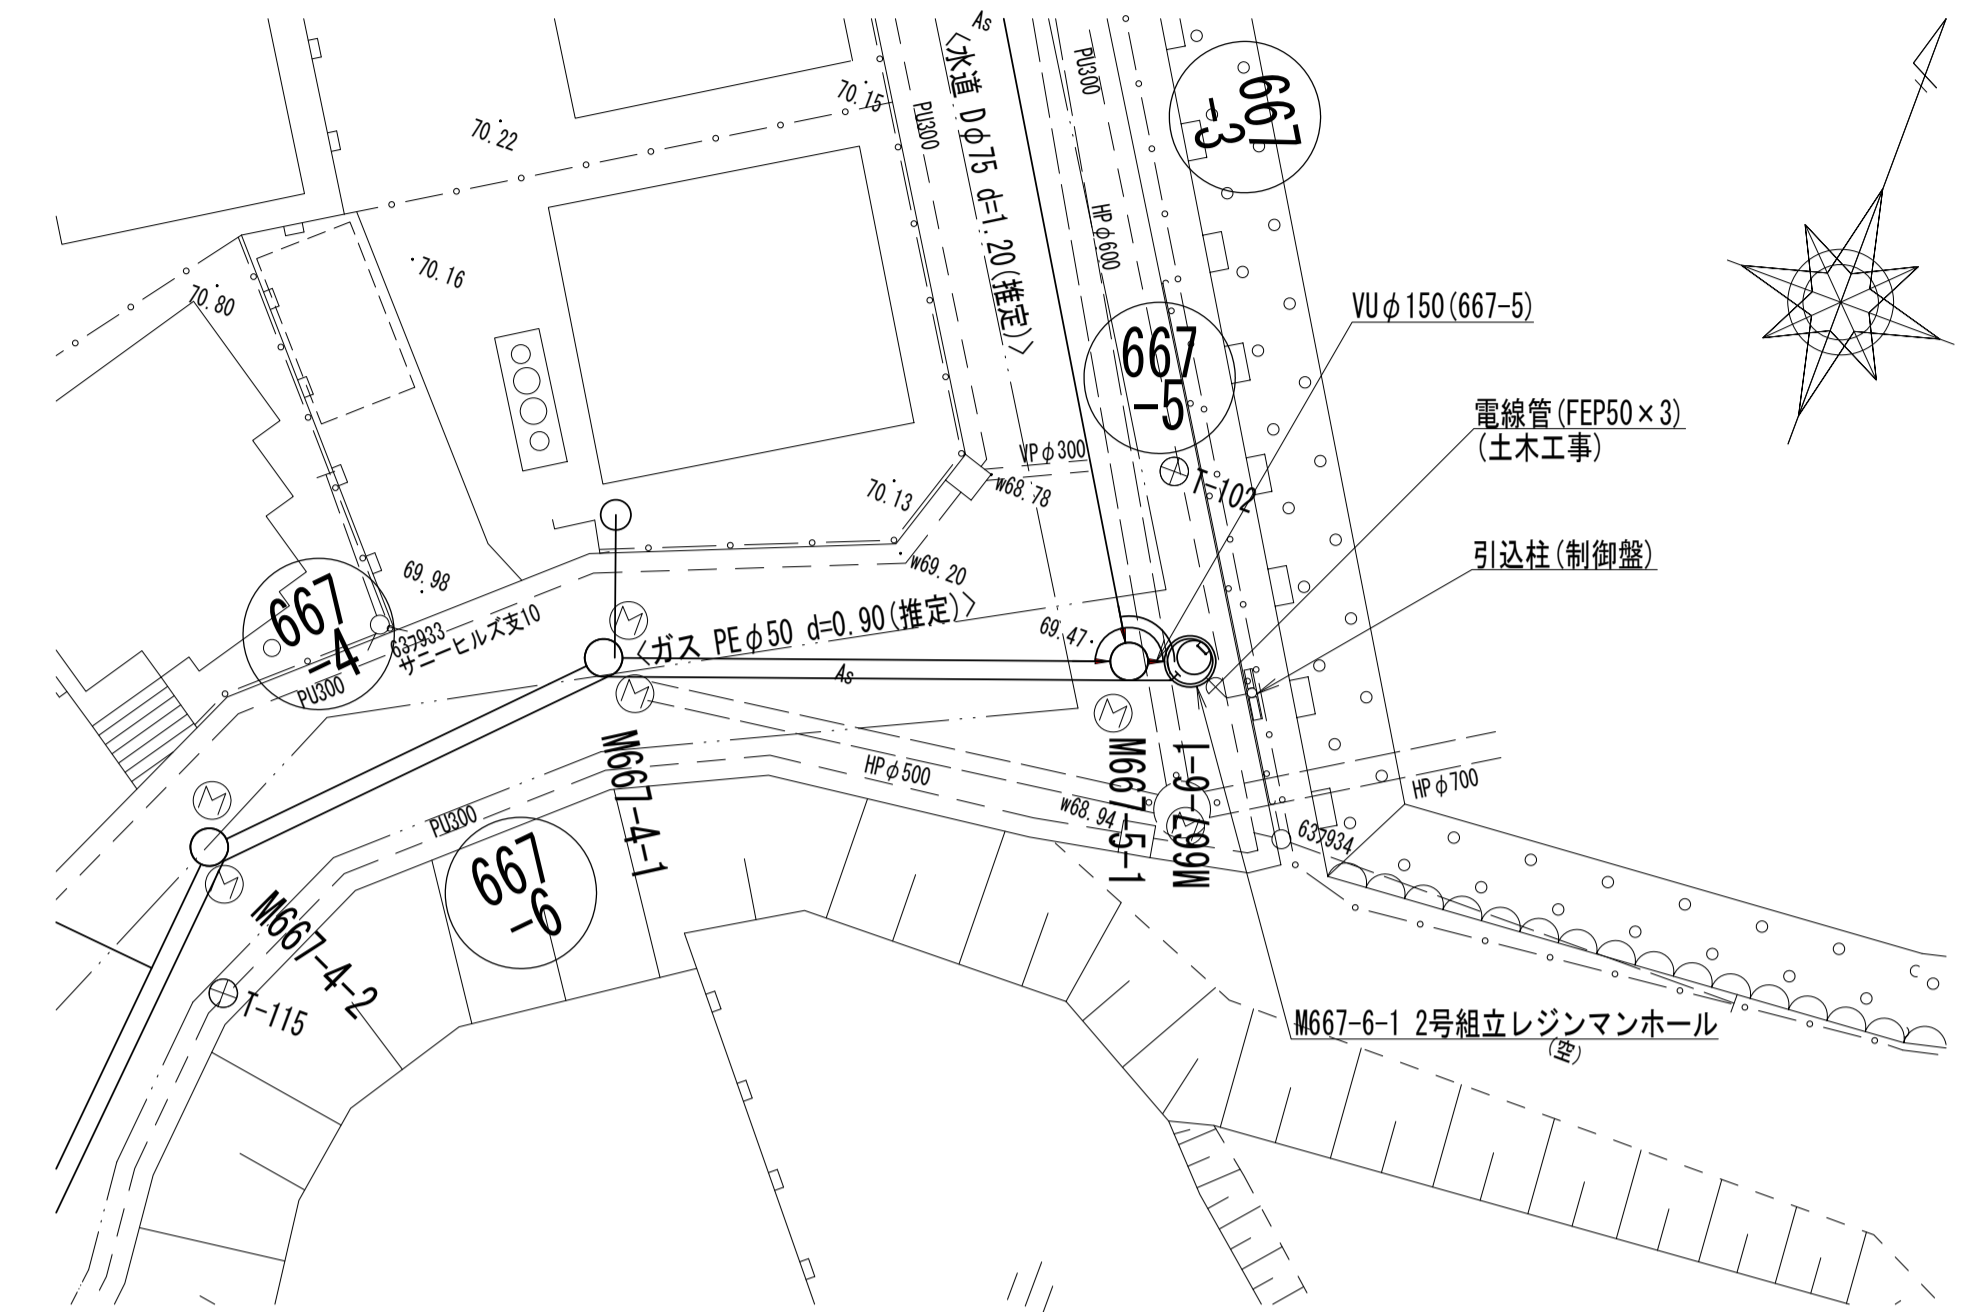 As
〈水道 Dφ75 d=1.20(推定)〉
PU300
PU300
HPφ600
667
-3
70.15
70.22
70.16
70.80
VUφ150(667-5)
667
-5
電線管(FEP50×3)
(土木工事)
VPφ300
w68.78
T-102
70.13
引込柱(制御盤)
w69.20
69.98
667
-4
637933
サニーヒルズ支10
PU300
〈ガス PEφ50 d=0.90(推定)〉
69.47
As
M667-4-1
HPφ500
M667-5-1
M667-6-1
w68.94
HPφ700
637934
PU300
667
-6
M667-4-2
T-115
M667-6-1 2号組立レジンマンホール
(空)